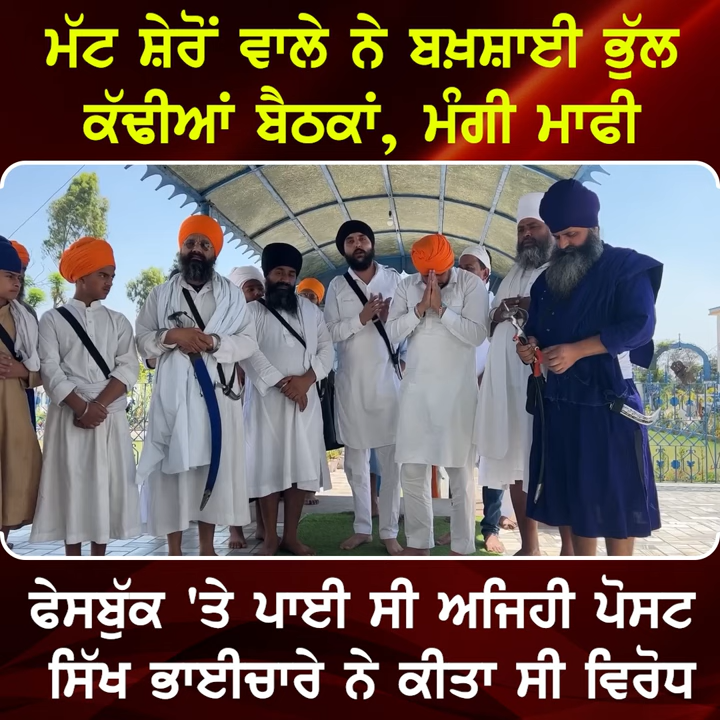 ਮੱਟ ਸ਼ੇਰੋਂ ਵਾਲੇ ਨੇ ਬਖ਼ਸ਼ਾਈ ਭੁੱਲ
ਕੱਢੀਆਂ ਬੈਠਕਾਂ, ਮੰਗੀ ਮਾਫੀ
ਫੇਸਬੁੱਕ 'ਤੇ ਪਾਈ ਸੀ ਅਜਿਹੀ ਪੋਸਟ
ਸਿੱਖ ਭਾਈਚਾਰੇ ਨੇ ਕੀਤਾ ਸੀ ਵਿਰੋਧ